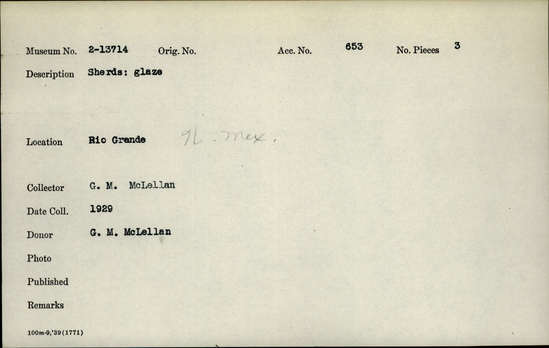 Museum No. 2-13714 Orig. No. Acc. No. 653 No. Pieces 3
Description Sherds: glaze
Location Rio Grande N. Mex.
Collector G. M. McLellan
Date Coll. 1929
Donor G. M. McLellan
Photo
Published
Remarks
100m-9,'39(1771)